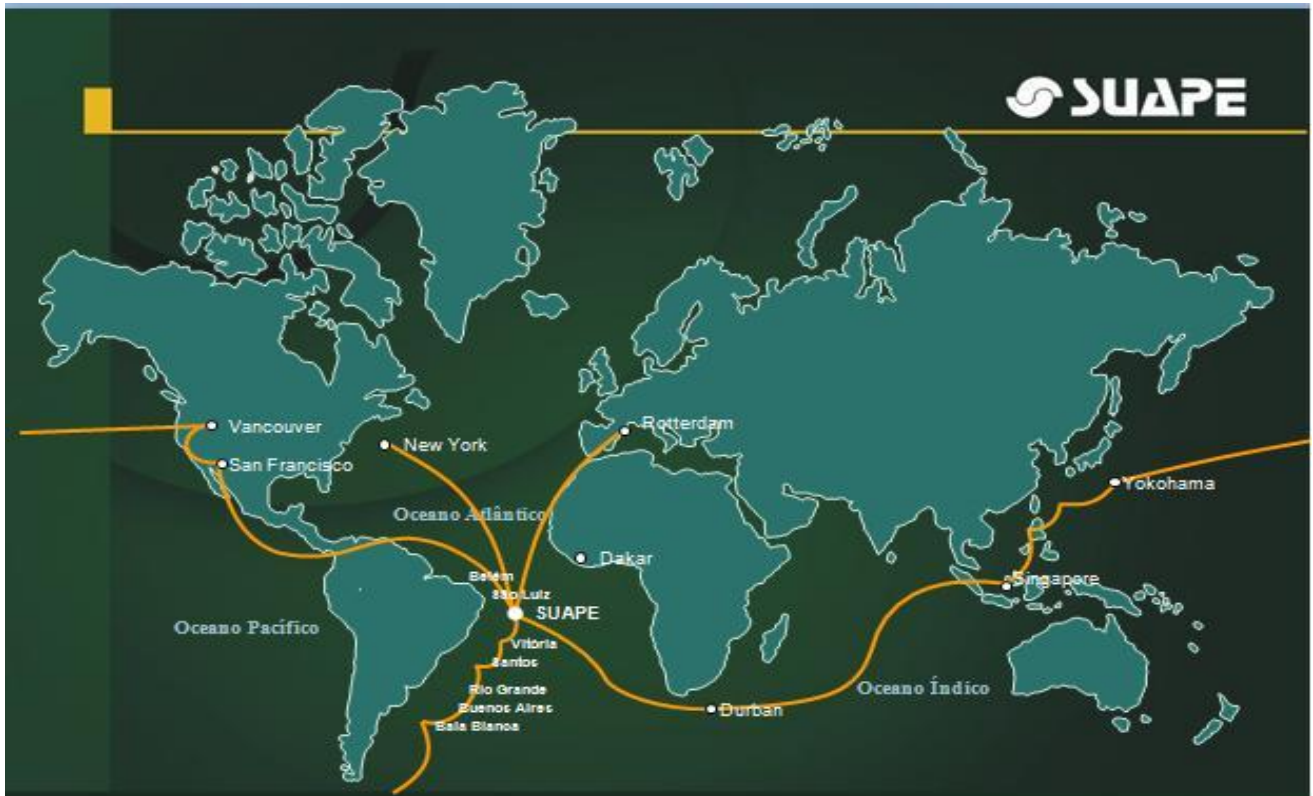 SUAPE
Vancouver
New York
Rotterdam
San Francisco
Yokohama
Oceano Atlântico
Dakar
Belém
Singapore
São Luiz
SUAPE
Oceano Pacífico
Vitória
Santos
Oceano Índico
Rio Grande
Buenos Aires
Durban
Baia Blanca